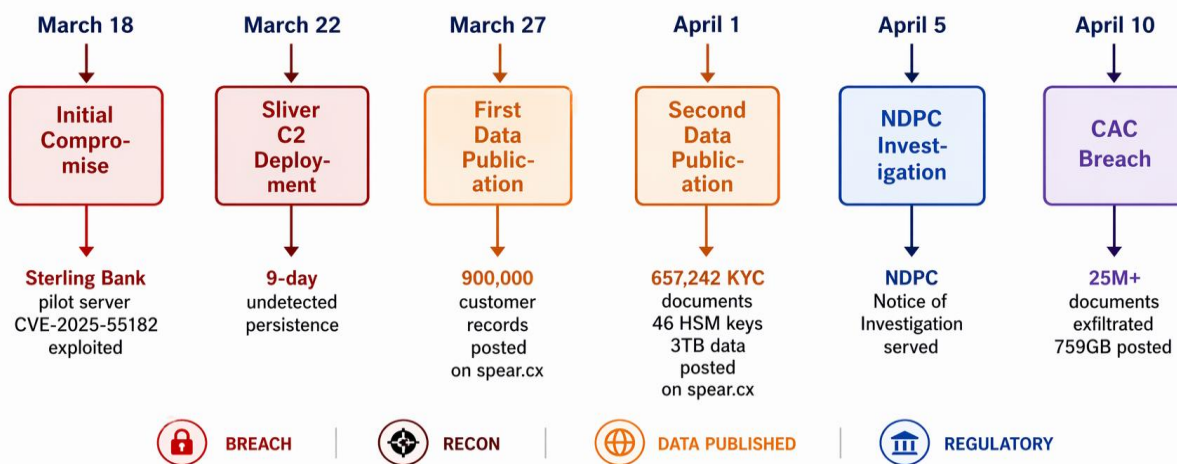 March 18
Initial
Compro-
mise
Sterling Bank
pilot server
CVE-2025-55182
exploited
March 22
Sliver
C2
Deploy-
ment
9-day
undetected
persistence
March 27
First
Data
Public-
ation
900,000
customer
records
posted
on spear.cx
April 1
Second
Data
Public-
ation
657,242 KYC
documents
46 HSM keys
3TB data
posted
on spear.cx
April 5
NDPC
Invest-
igation
NDPC
Notice of
Investigation
served
April 10
CAC
Breach
25M+
documents
exfiltrated
759GB posted
BREACH
RECON
DATA PUBLISHED
REGULATORY